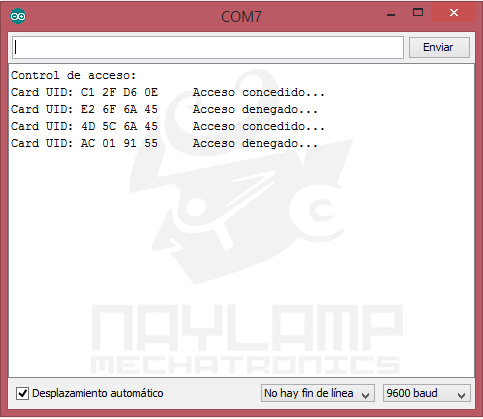 COM7
Enviar
Control de acceso:
Card UID: C1 2F D6 0E     Acceso concedido...
Card UID: E2 6F 6A 45     Acceso denegado...
Card UID: 4D 5C 6A 45     Acceso concedido...
Card UID: AC 01 91 55     Acceso denegado...
NAYLAMP
MECHATRONICS
Desplazamiento automático No hay fin de línea 9600 baud